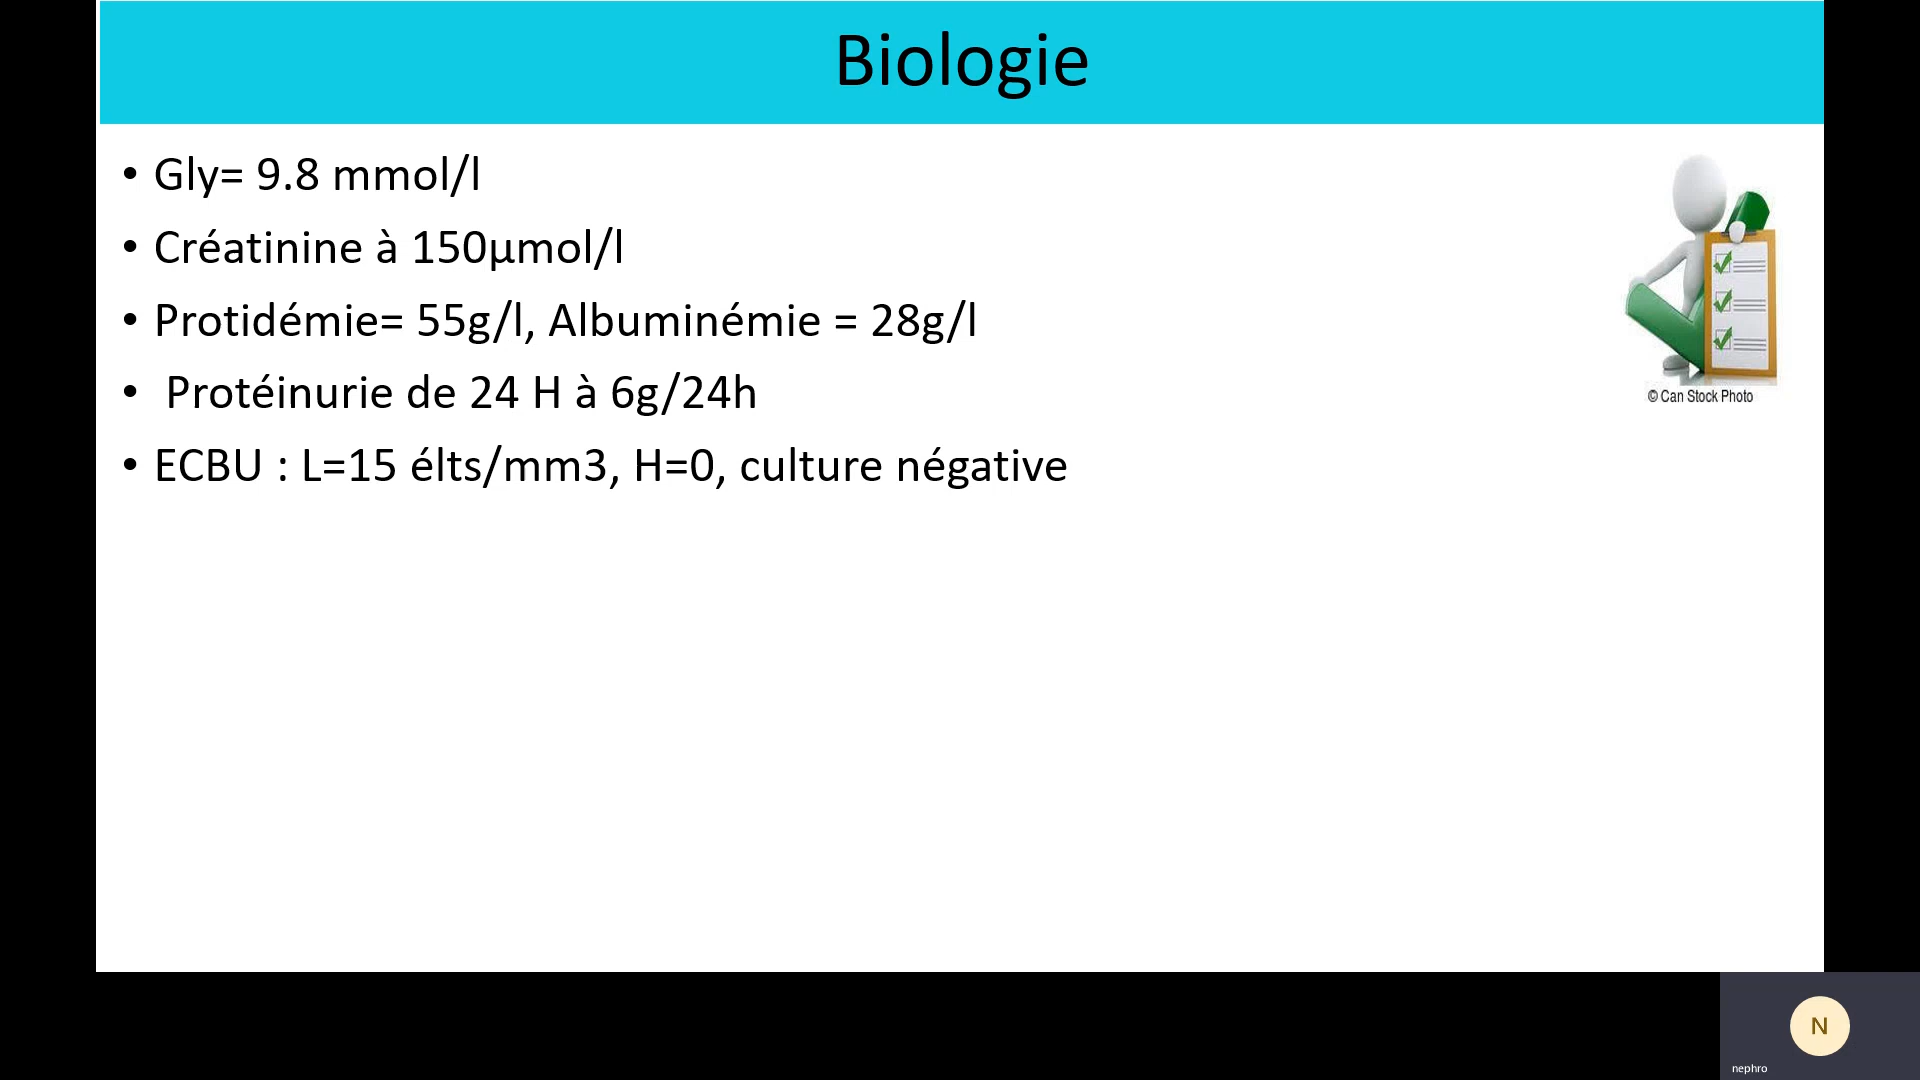 Biologie
• Gly= 9.8 mmol/l
• Créatinine à 150µmol/l
• Protidémie= 55g/l, Albuminémie = 28g/l
• Protéinurie de 24 H à 6g/24h
• ECBU : L=15 élts/mm3, H=0, culture négative
© Can Stock Photo
N
nephro